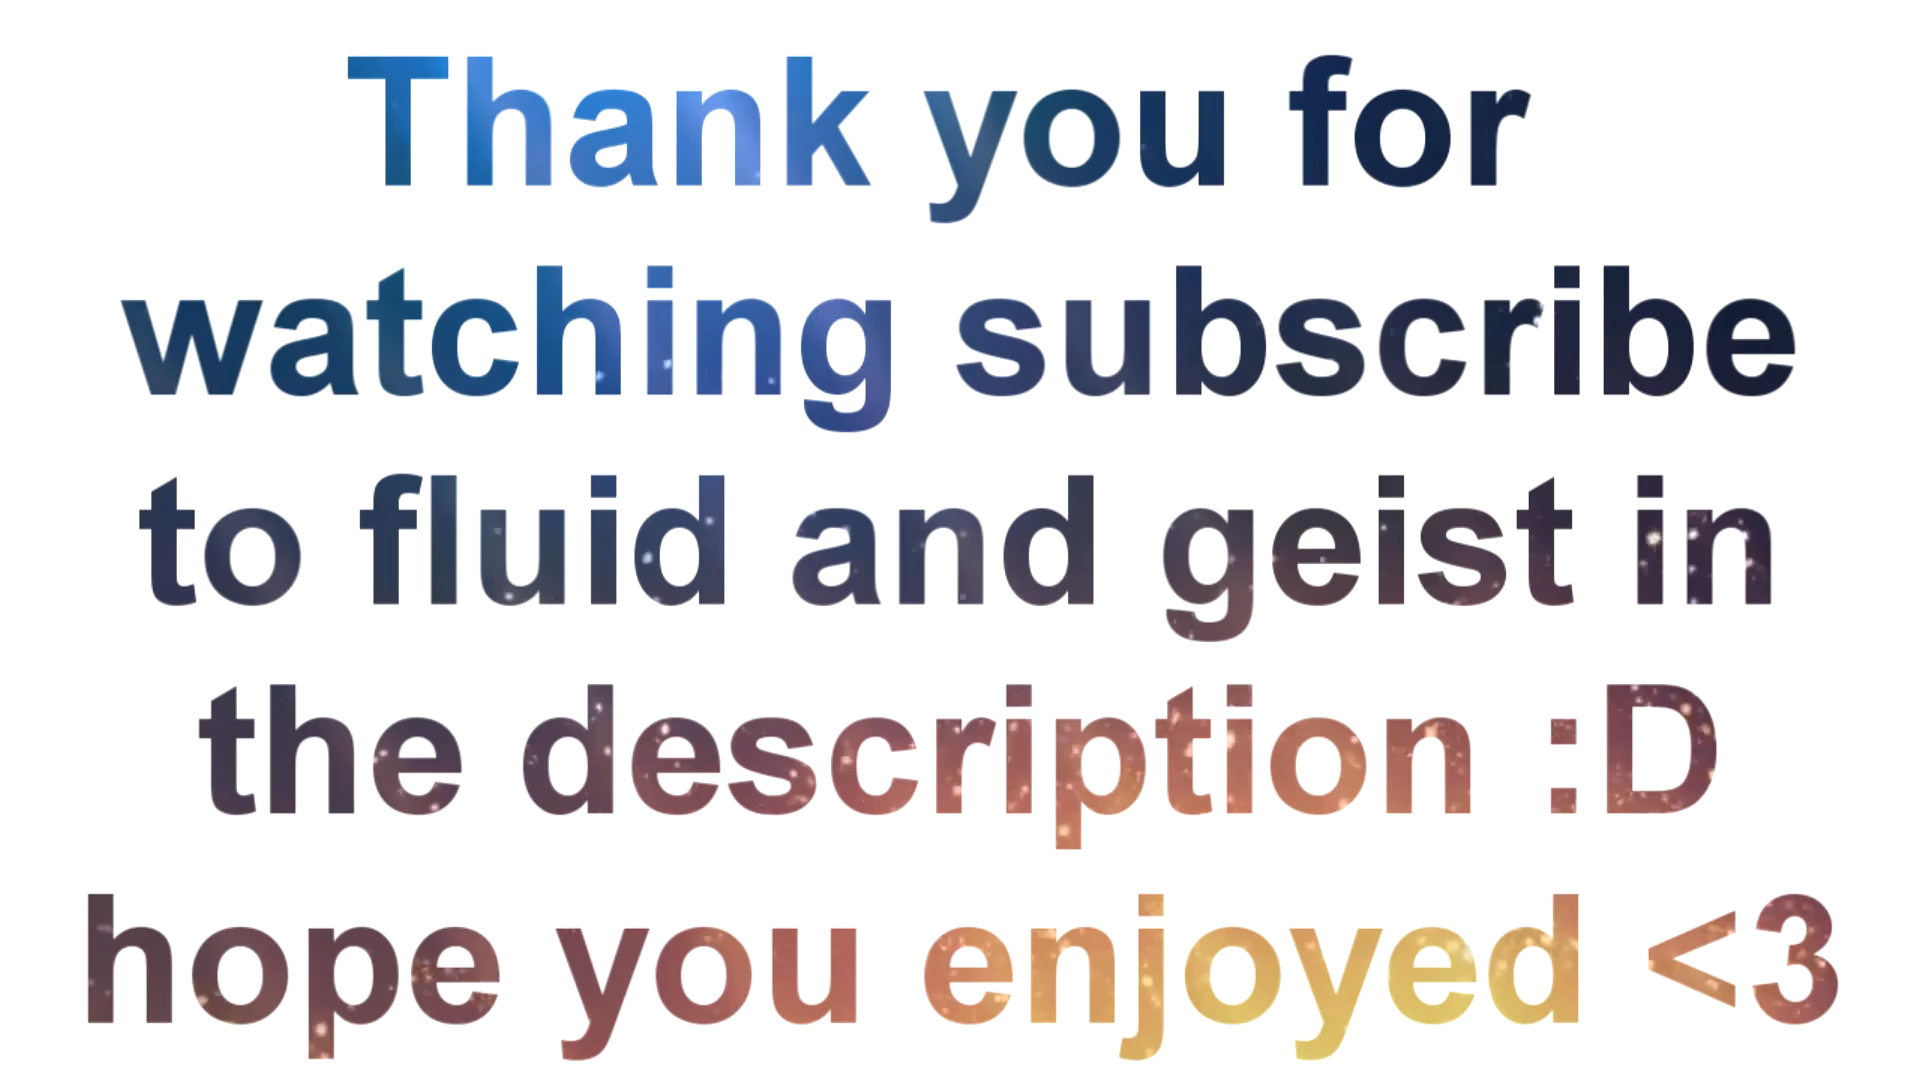 Thank you for
watching subscribe
to fluid and geist in
the description :D
hope you enjoyed <3